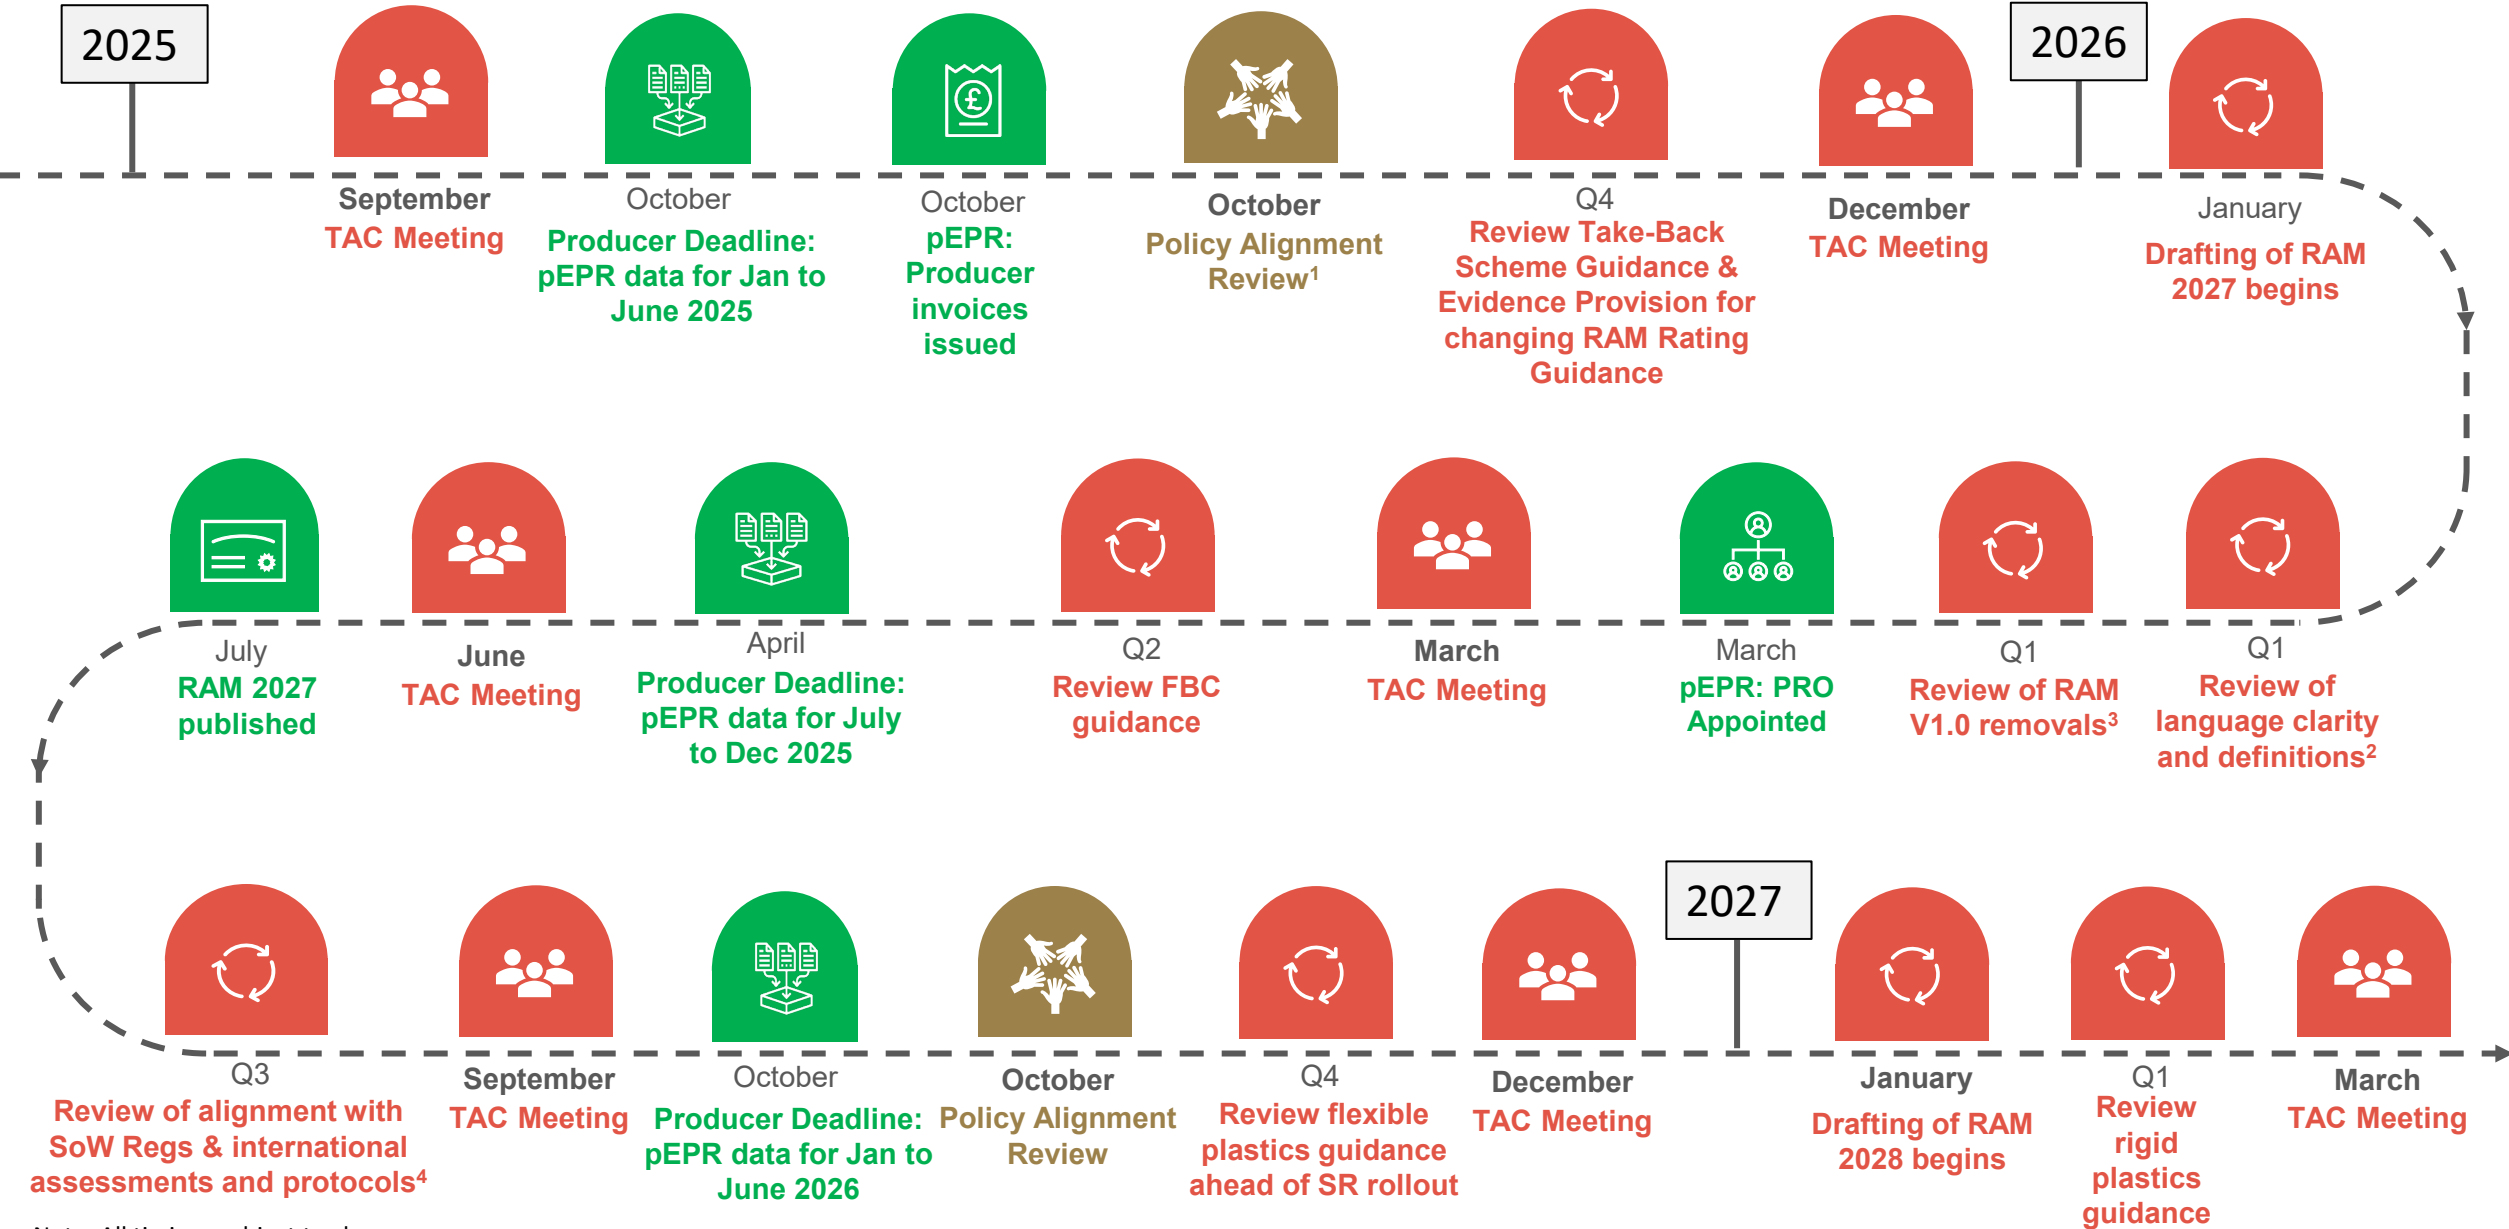 2025
September
TAC Meeting
October
Producer Deadline:
pEPR data for Jan to
June 2025
October
pEPR:
Producer
invoices
issued
October
Policy Alignment
Review¹
Q4
Review Take-Back
Scheme Guidance &
Evidence Provision for
changing RAM Rating
Guidance
December
TAC Meeting
2026
January
Drafting of RAM
2027 begins
Q1
Review of
language clarity
and definitions²
Q1
Review of RAM
V1.0 removals³
March
pEPR: PRO
Appointed
March
TAC Meeting
Q2
Review FBC
guidance
April
Producer Deadline:
pEPR data for July
to Dec 2025
June
TAC Meeting
July
RAM 2027
published
Q3
Review of alignment with
SoW Regs & international
assessments and protocols⁴
September
TAC Meeting
October
Producer Deadline:
pEPR data for Jan to
June 2026
October
Policy Alignment
Review
Q4
Review flexible
plastics guidance
ahead of SR rollout
December
TAC Meeting
2027
January
Drafting of RAM
2028 begins
Q1
Review
rigid
plastics
guidance
March
TAC Meeting